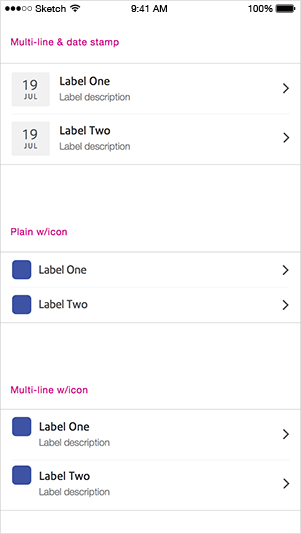 Sketch 9:41 AM 100%
Multi-line & date stamp
19 Label One
JUL Label description
19 Label Two
JUL Label description
Plain w/icon
Label One
Label Two
Multi-line w/icon
Label One
Label description
Label Two
Label description